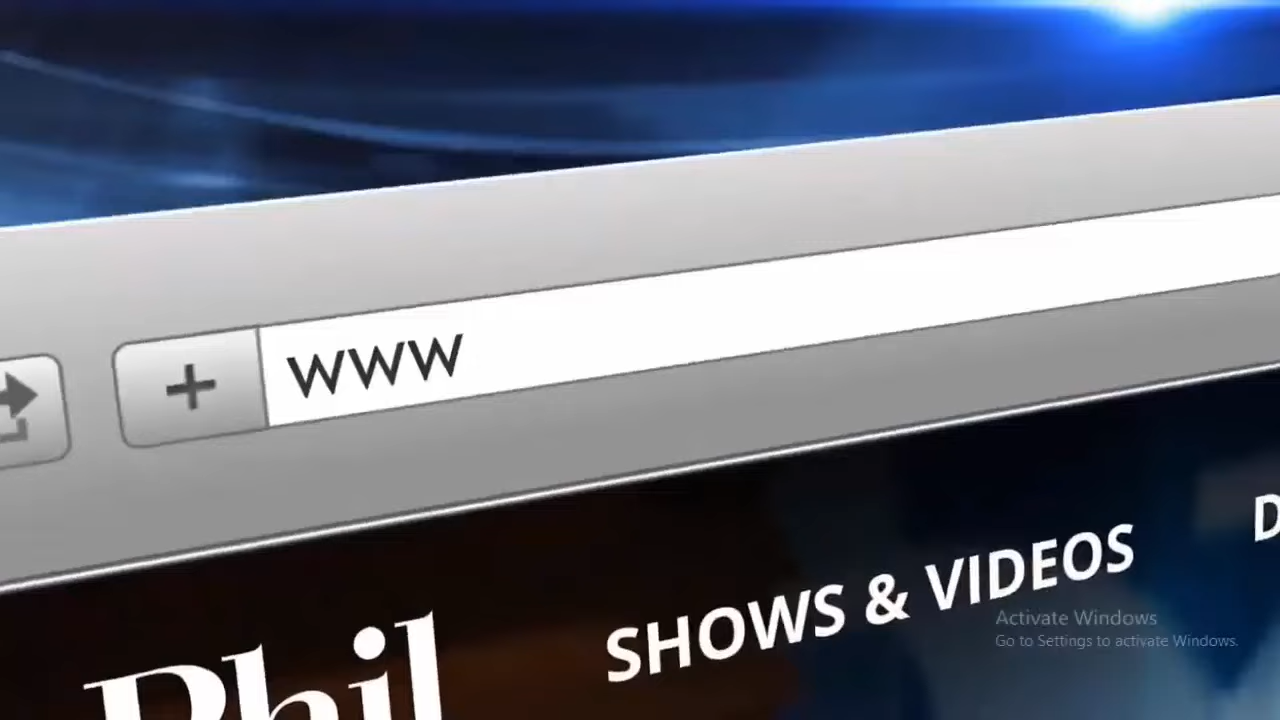 www
SHOWS & VIDEOS
Phil
Activate Windows
Go to Settings to activate Windows.